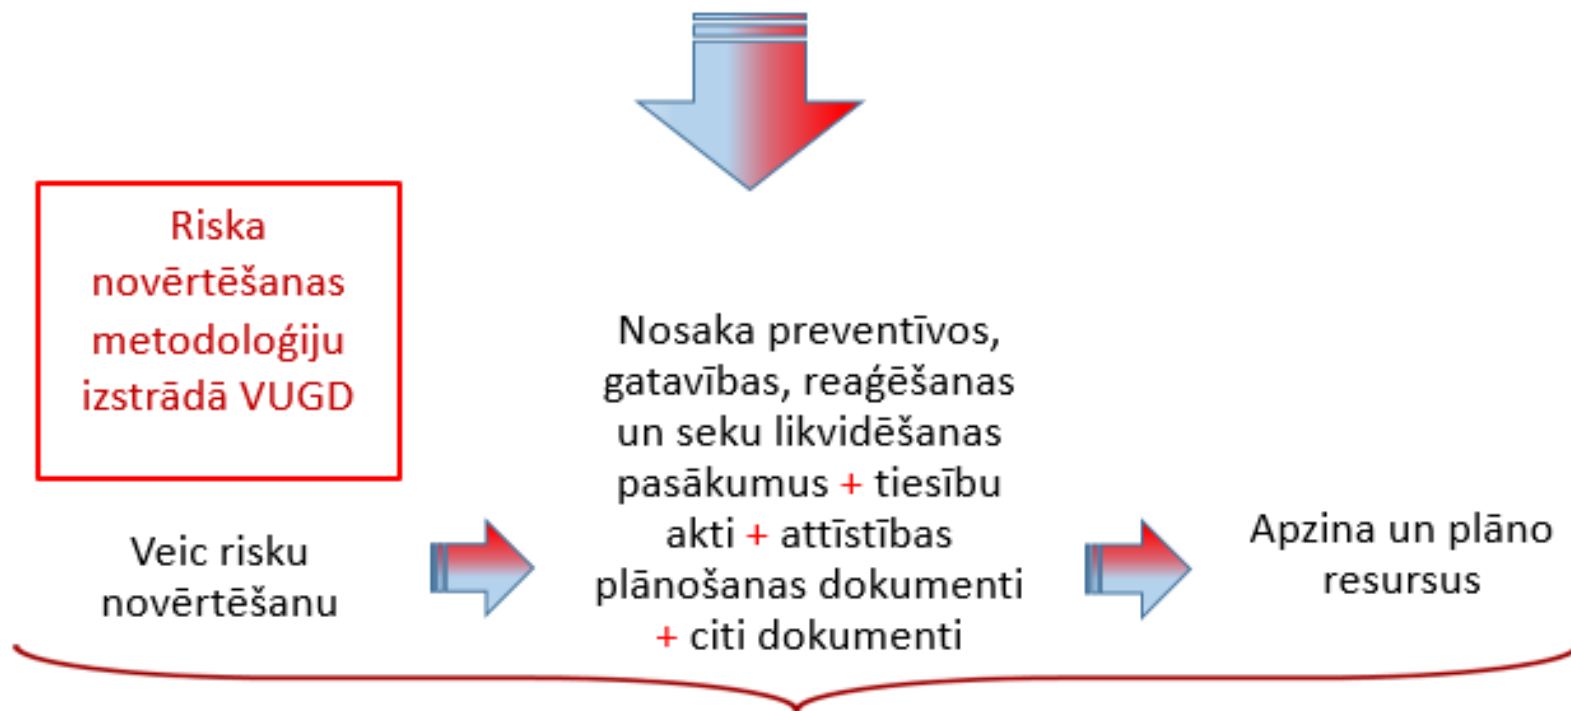 Riska
novērtēšanas
metodoloģiju
izstrādā VUGD
Veic risku
novērtēšanu
Nosaka preventīvos,
gatavības, reaģēšanas
un seku likvidēšanas
pasākumus + tiesību
akti + attīstības
plānošanas dokumenti
+ citi dokumenti
Apzina un plāno
resursus